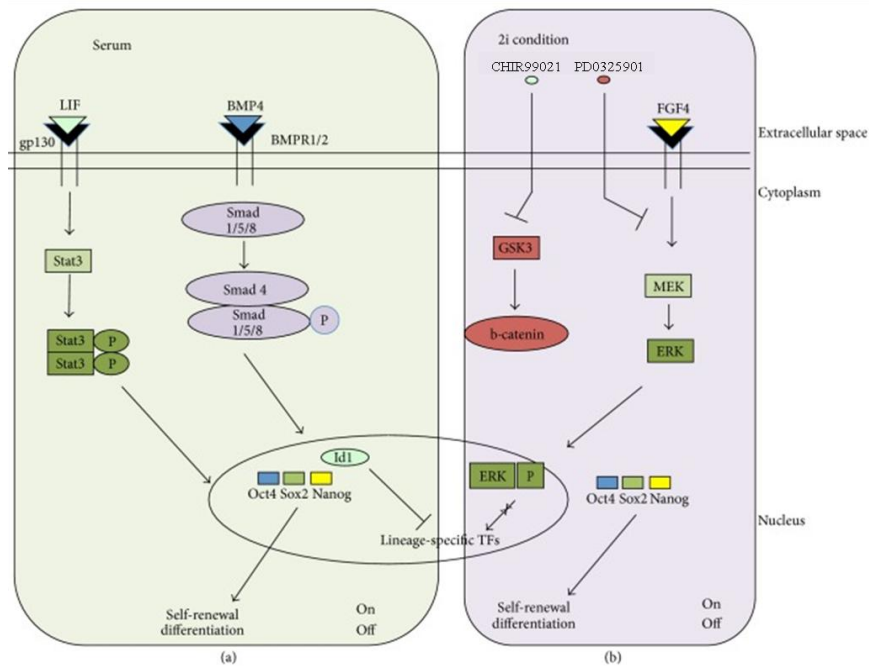 Serum
LIF
gp130
BMP4
BMPR1/2
Smad
1/5/8
Stat3
Smad 4
Smad
1/5/8
P
Stat3 P
Stat3 P
Id1
Oct4 Sox2 Nanog
Lineage-specific TFs
Self-renewal
differentiation
On
Off
(a)
2i condition
CHIR99021 PD0325901
FGF4
GSK3
MEK
b-catenin
ERK
ERK P
Oct4 Sox2 Nanog
Self-renewal
differentiation
On
Off
(b)
Extracellular space
Cytoplasm
Nucleus